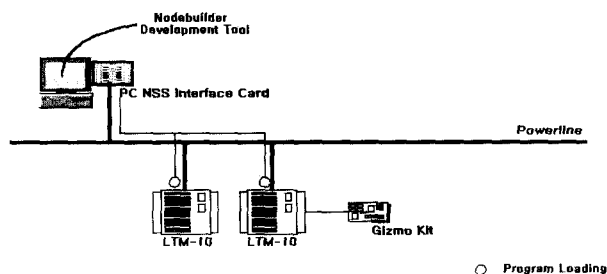 Nodebuilder
Development Tool
PC NSS Interface Card
Powerline
LTM-10
LTM-10
Gizmo Kit
Program Loading